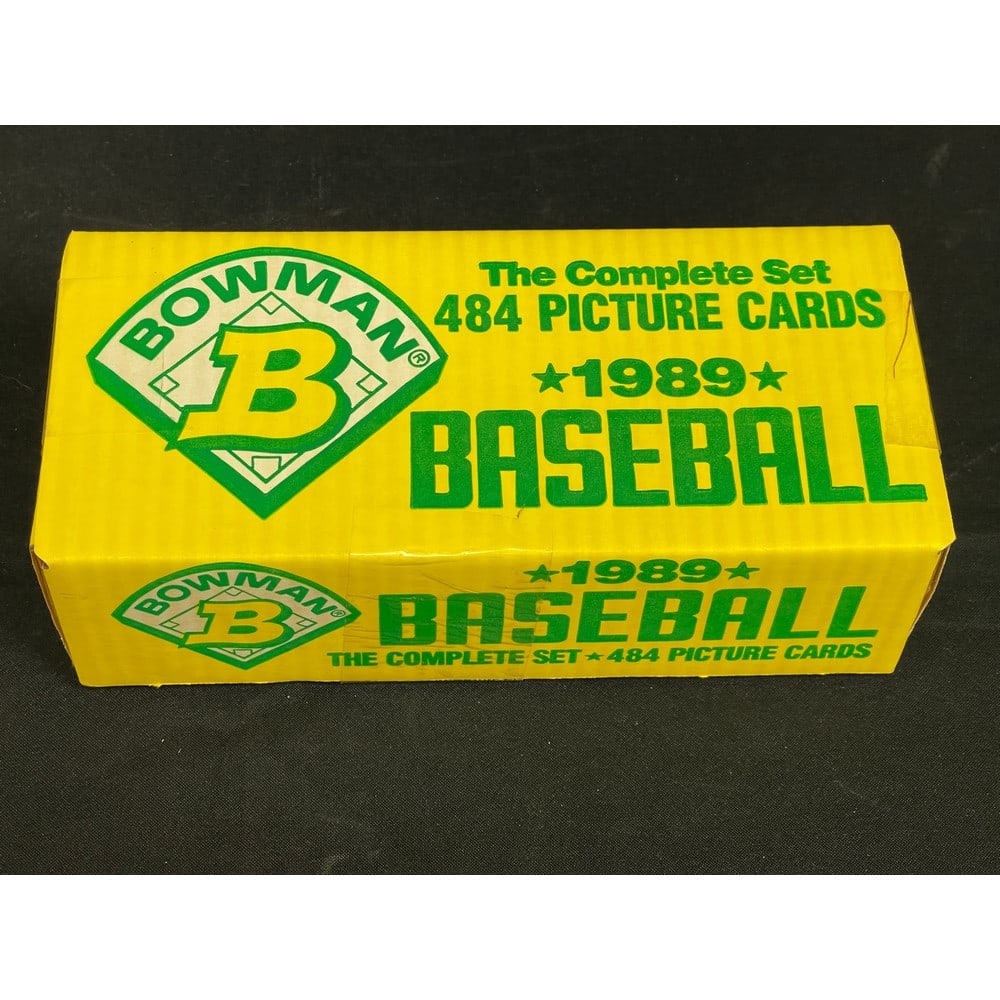 BOWMAN®
B
The Complete Set
484 PICTURE CARDS
★1989★
BASEBALL
BOWMAN®
B
★1989★
BASEBALL
THE COMPLETE SET ★ 484 PICTURE CARDS